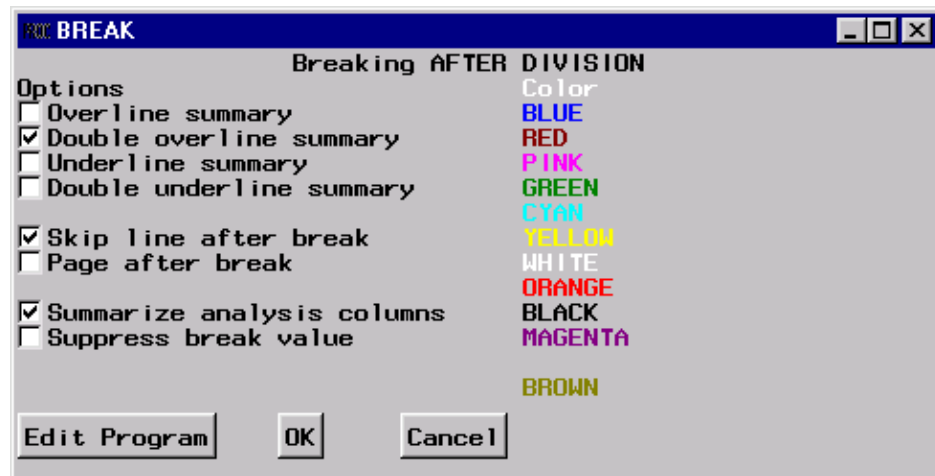 BREAK
Breaking AFTER DIVISION
Options Color
Overline summary BLUE
Double overline summary RED
Underline summary PINK
Double underline summary GREEN
CYAN
Skip line after break YELLOW
Page after break WHITE
ORANGE
Summarize analysis columns BLACK
Suppress break value MAGENTA
BROWN
Edit Program OK Cancel